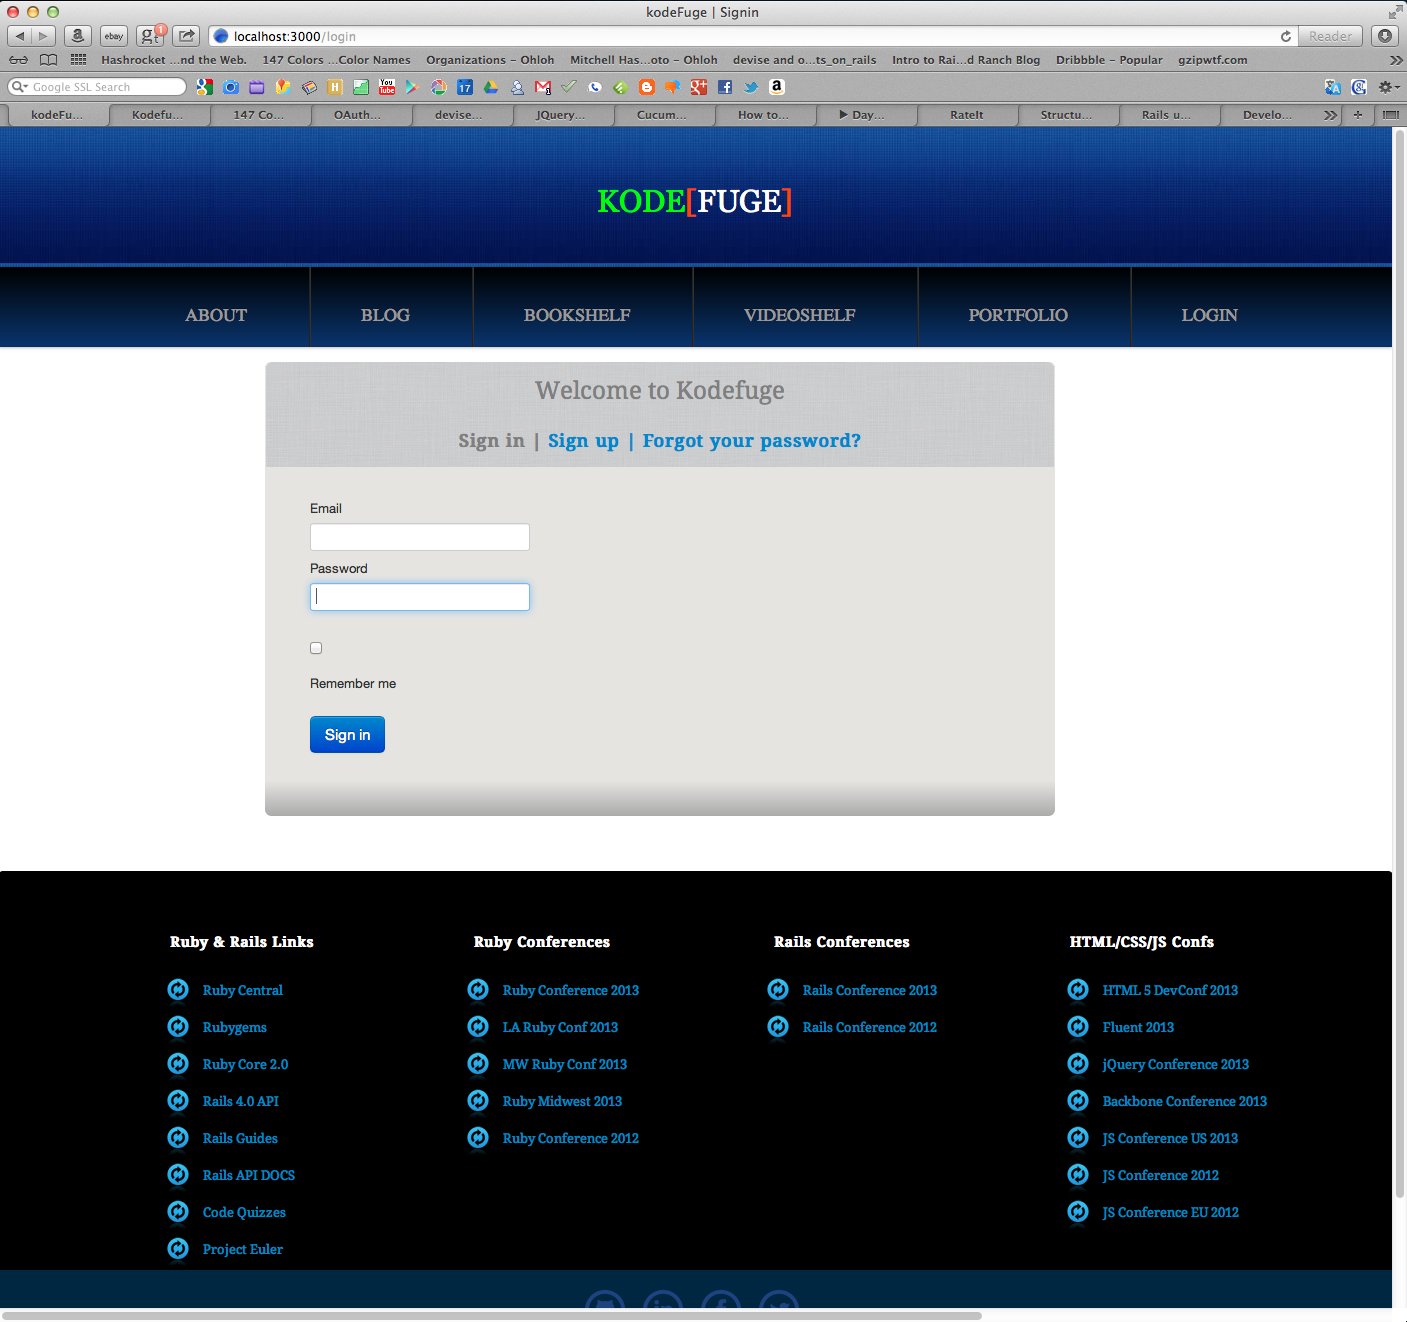 kodeFuge | Signin
ebay
gt 1
localhost:3000/login
Reader
Hashrocket ...nd the Web. 147 Colors ...Color Names Organizations – Ohloh Mitchell Has...oto – Ohloh devise and o...ts_on_rails Intro to Rai...d Ranch Blog Dribbble – Popular gzipwtf.com
Google SSL Search
kodeFu... Kodefu... 147 Co... OAuth... devise... JQuery... Cucum... How to... ▶ Day... RateIt Structu... Rails u... Develo...
KODE[FUGE]
ABOUT BLOG BOOKSHELF VIDEOSHELF PORTFOLIO LOGIN
Welcome to Kodefuge
Sign in | Sign up | Forgot your password?
Email
Password
Remember me
Sign in
Ruby & Rails Links
Ruby Central
Rubygems
Ruby Core 2.0
Rails 4.0 API
Rails Guides
Rails API DOCS
Code Quizzes
Project Euler
Ruby Conferences
Ruby Conference 2013
LA Ruby Conf 2013
MW Ruby Conf 2013
Ruby Midwest 2013
Ruby Conference 2012
Rails Conferences
Rails Conference 2013
Rails Conference 2012
HTML/CSS/JS Confs
HTML 5 DevConf 2013
Fluent 2013
jQuery Conference 2013
Backbone Conference 2013
JS Conference US 2013
JS Conference 2012
JS Conference EU 2012